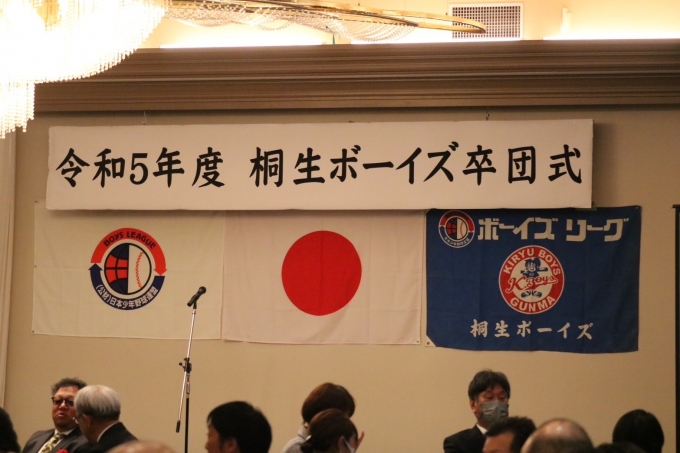 令和5年度 桐生ボーイズ卒団式
BOYS LEAGUE
(公財)日本少年野球連盟
ボーイズ リーグ
KIRYU BOYS
GUNMA
桐生ボーイズ